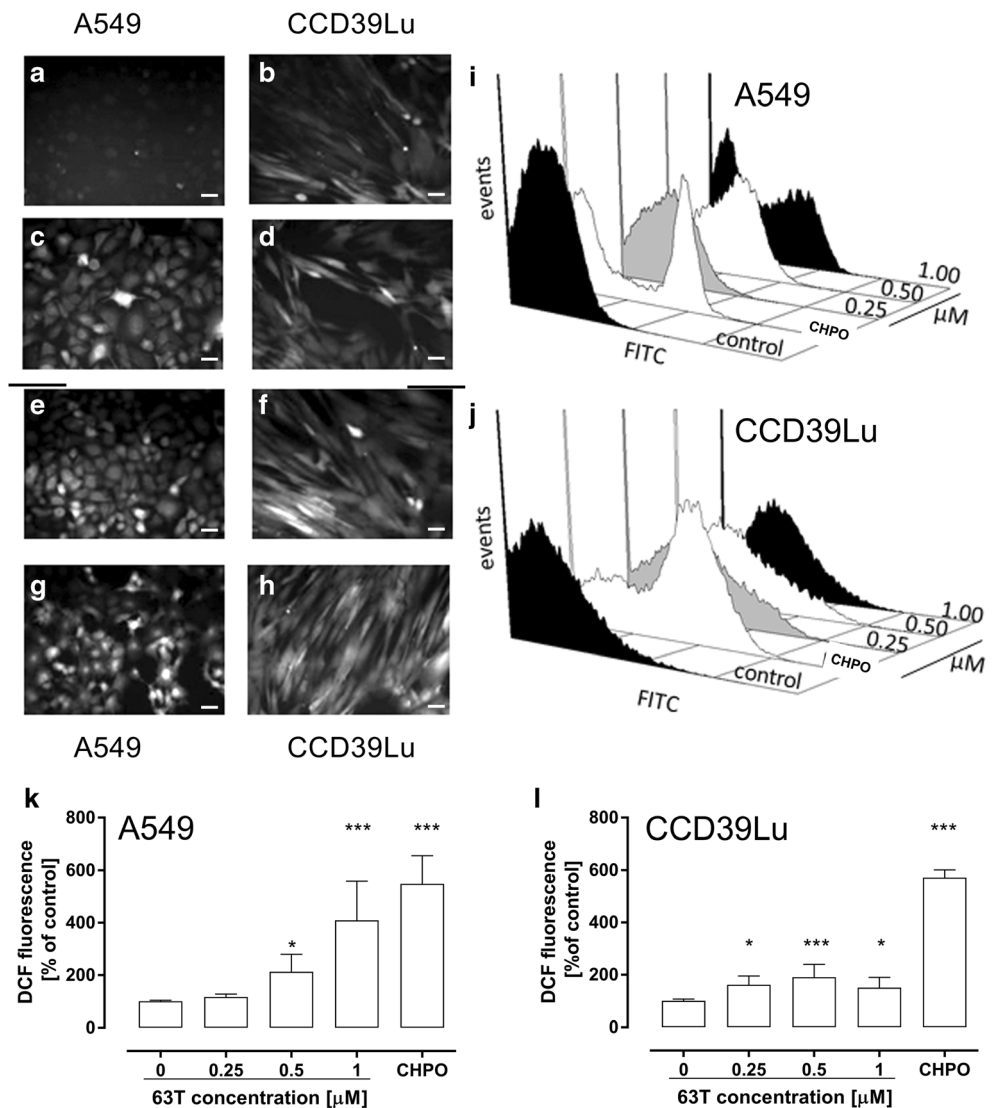 A549 CCD39Lu
a b
c d
e f
g h
A549 CCD39Lu
i
A549
events
FITC
control
CHPO
0.25
0.50
1.00
µM
j
CCD39Lu
events
FITC
control
CHPO
0.25
0.50
1.00
µM
k
A549
DCF fluorescence
[% of control]
800
600
400
200
0
*
***
***
0 0.25 0.5 1 CHPO
63T concentration [µM]
l
CCD39Lu
DCF fluorescence
[%of control]
800
600
400
200
0
*
***
*
***
0 0.25 0.5 1 CHPO
63T concentration [µM]